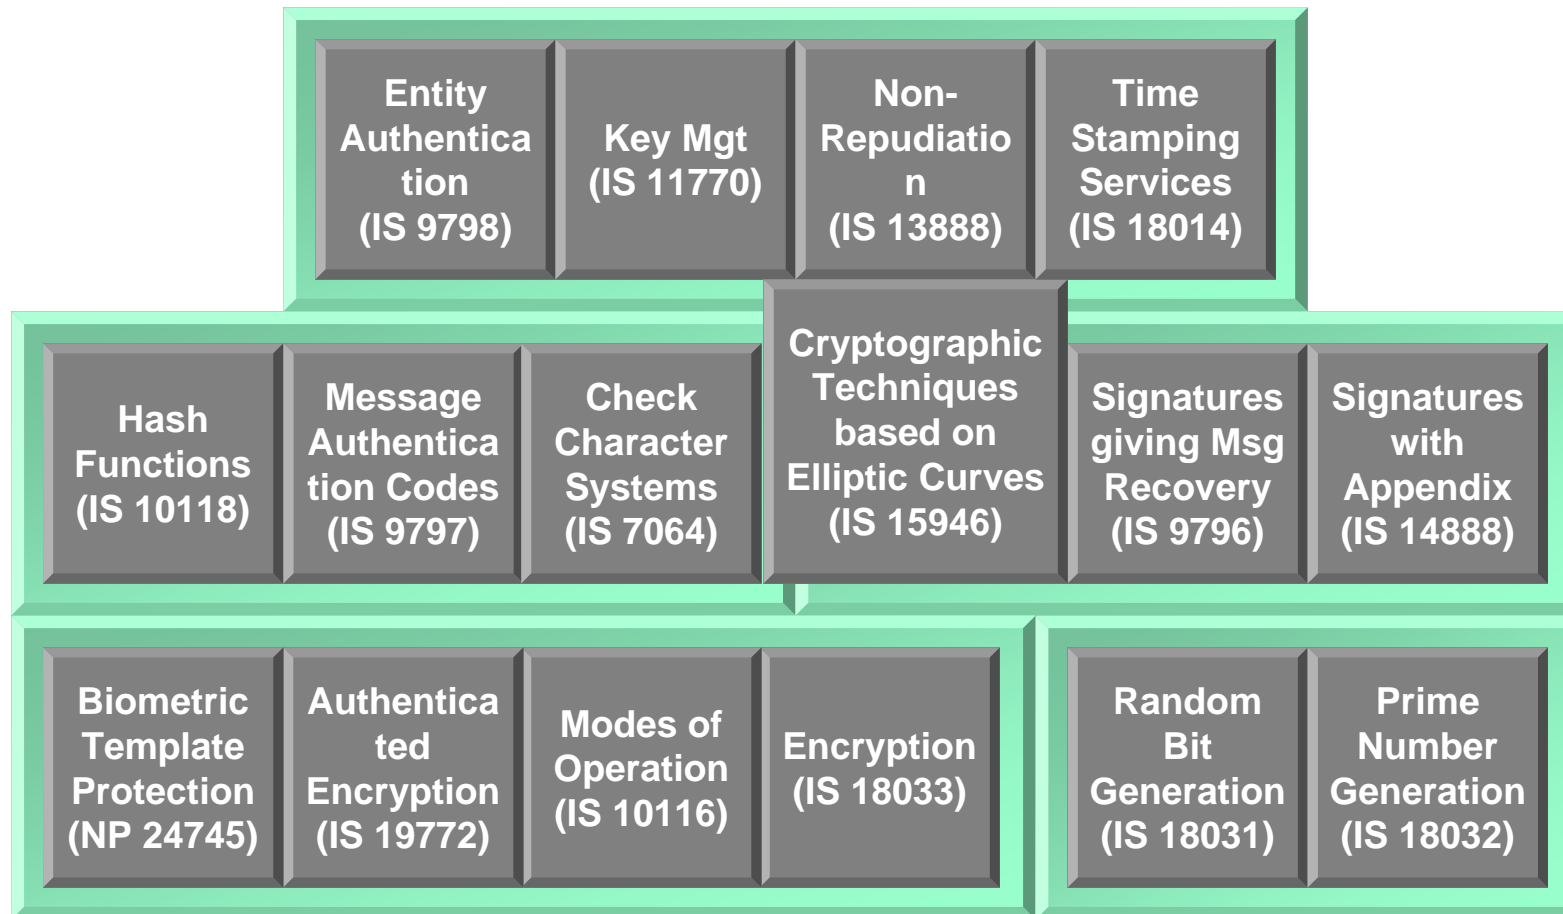 Entity
Authentica
tion
(IS 9798)
Key Mgt
(IS 11770)
Non-
Repudiatio
n
(IS 13888)
Time
Stamping
Services
(IS 18014)
Hash
Functions
(IS 10118)
Message
Authentica
tion Codes
(IS 9797)
Check
Character
Systems
(IS 7064)
Cryptographic
Techniques
based on
Elliptic Curves
(IS 15946)
Signatures
giving Msg
Recovery
(IS 9796)
Signatures
with
Appendix
(IS 14888)
Biometric
Template
Protection
(NP 24745)
Authentica
ted
Encryption
(IS 19772)
Modes of
Operation
(IS 10116)
Encryption
(IS 18033)
Random
Bit
Generation
(IS 18031)
Prime
Number
Generation
(IS 18032)